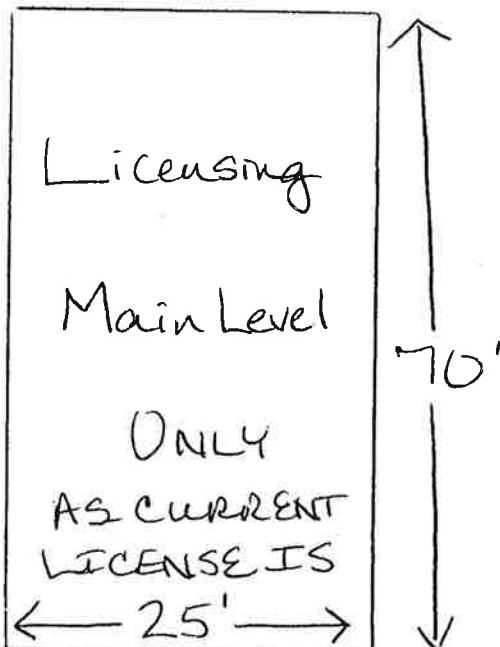 Licensing
Main Level
70'
ONLY
AS CURRENT
LICENSE IS
25'